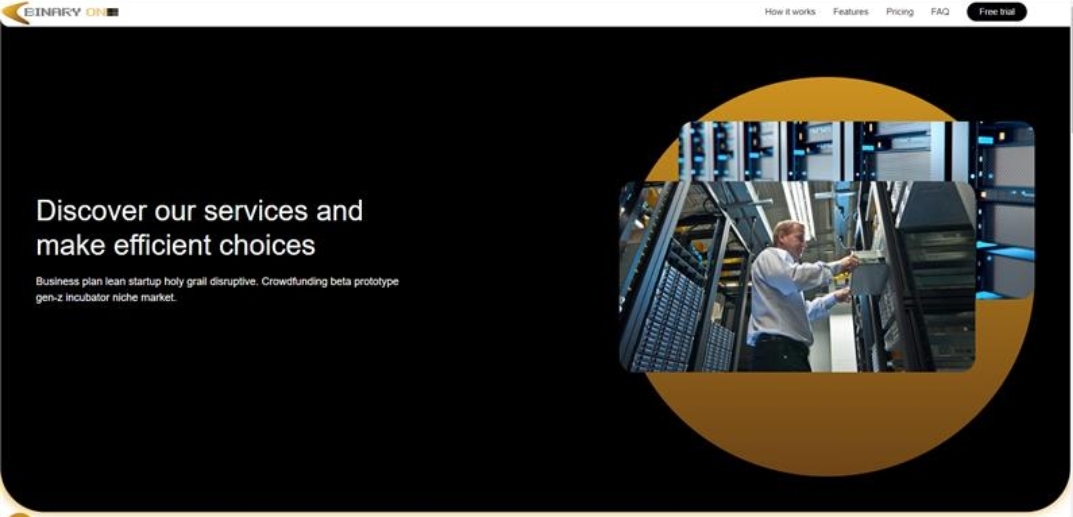 BINARY ON
How it works Features Pricing FAQ Free trial
Discover our services and
make efficient choices
Business plan lean startup holy grail disruptive. Crowdfunding beta prototype
gen-z incubator niche market.